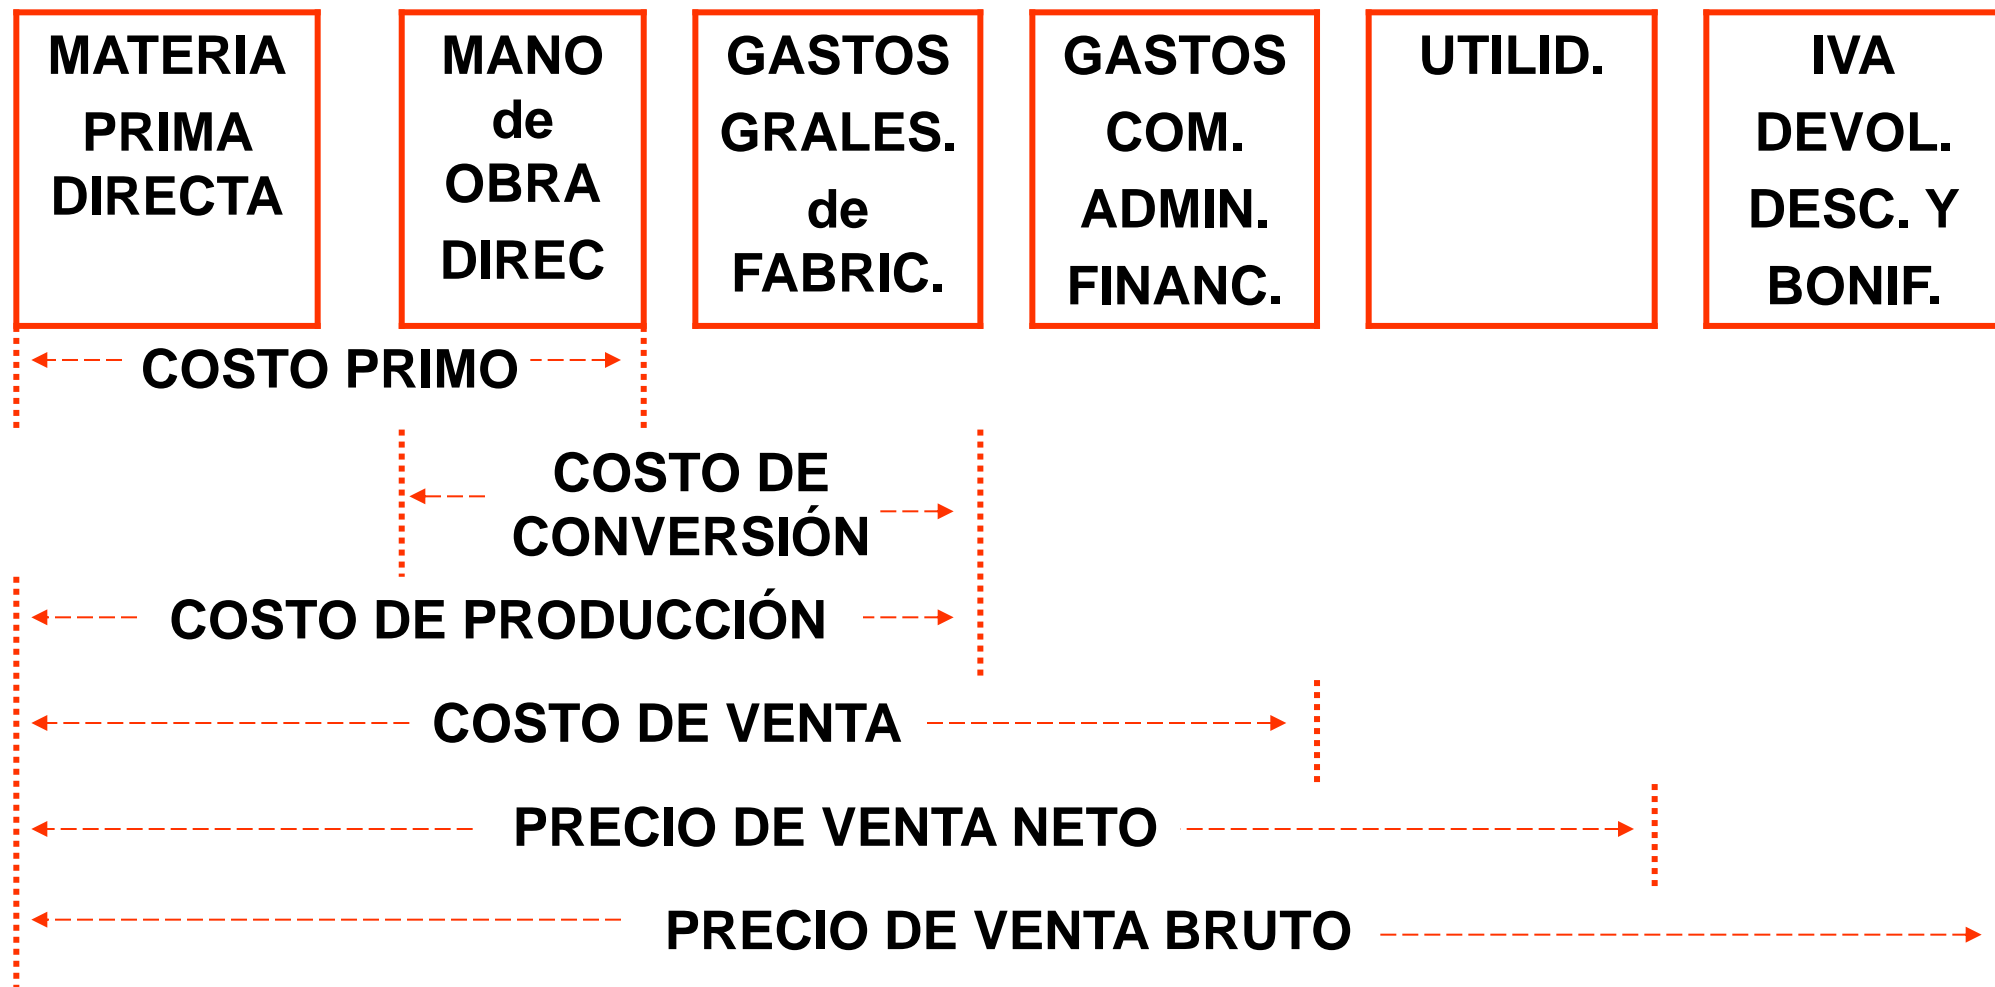 MATERIA
PRIMA
DIRECTA
MANO
de
OBRA
DIREC
GASTOS
GRALES.
de
FABRIC.
GASTOS
COM.
ADMIN.
FINANC.
UTILID.
IVA
DEVOL.
DESC. Y
BONIF.
COSTO PRIMO
COSTO DE
CONVERSIÓN
COSTO DE PRODUCCIÓN
COSTO DE VENTA
PRECIO DE VENTA NETO
PRECIO DE VENTA BRUTO